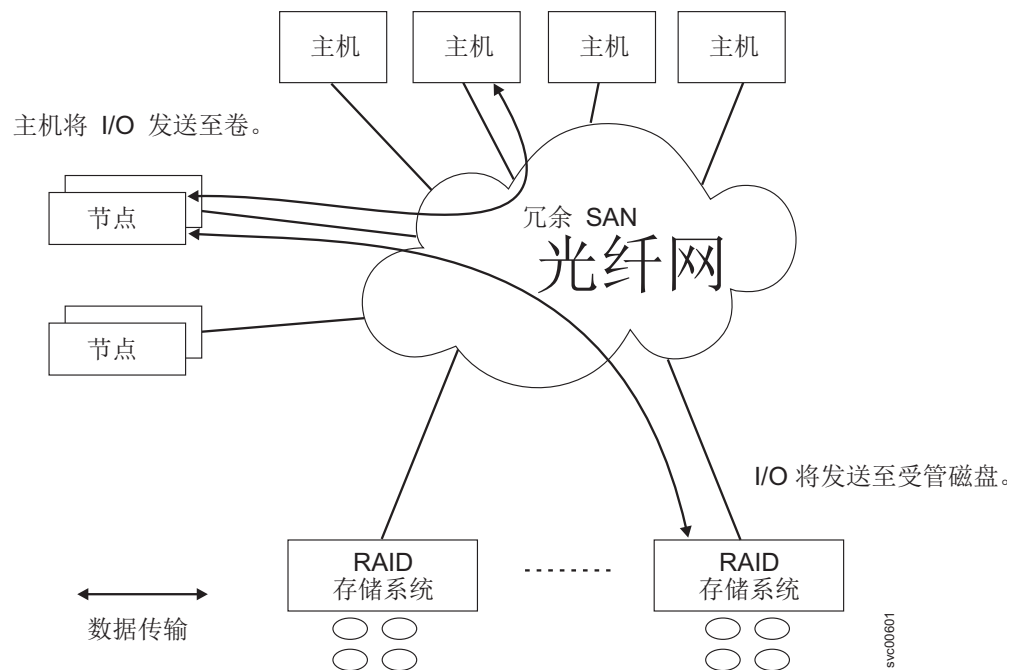 主机
主机
主机
主机
主机将 I/O 发送至卷。
节点
冗余 SAN
光纤网
节点
I/O 将发送至受管磁盘。
RAID
存储系统
RAID
存储系统
数据传输
svc00601